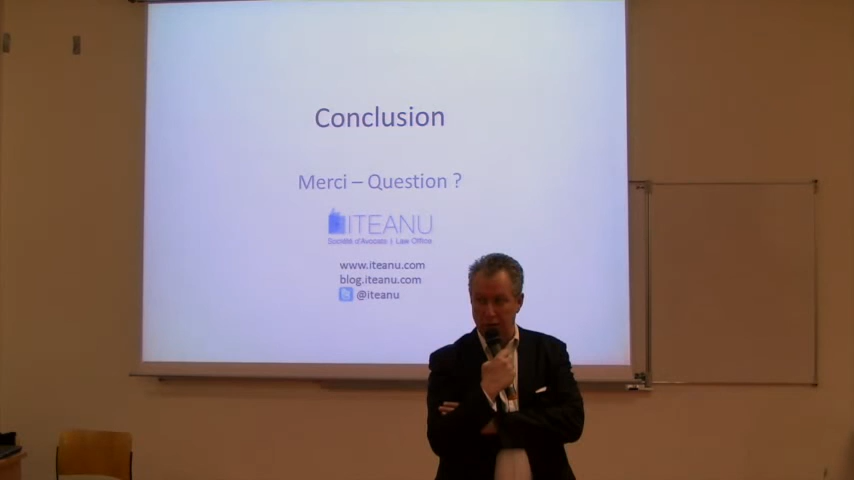 Conclusion
Merci – Question ?
ITEANU
Société d'Avocats | Law Office
www.iteanu.com
blog.iteanu.com
@iteanu